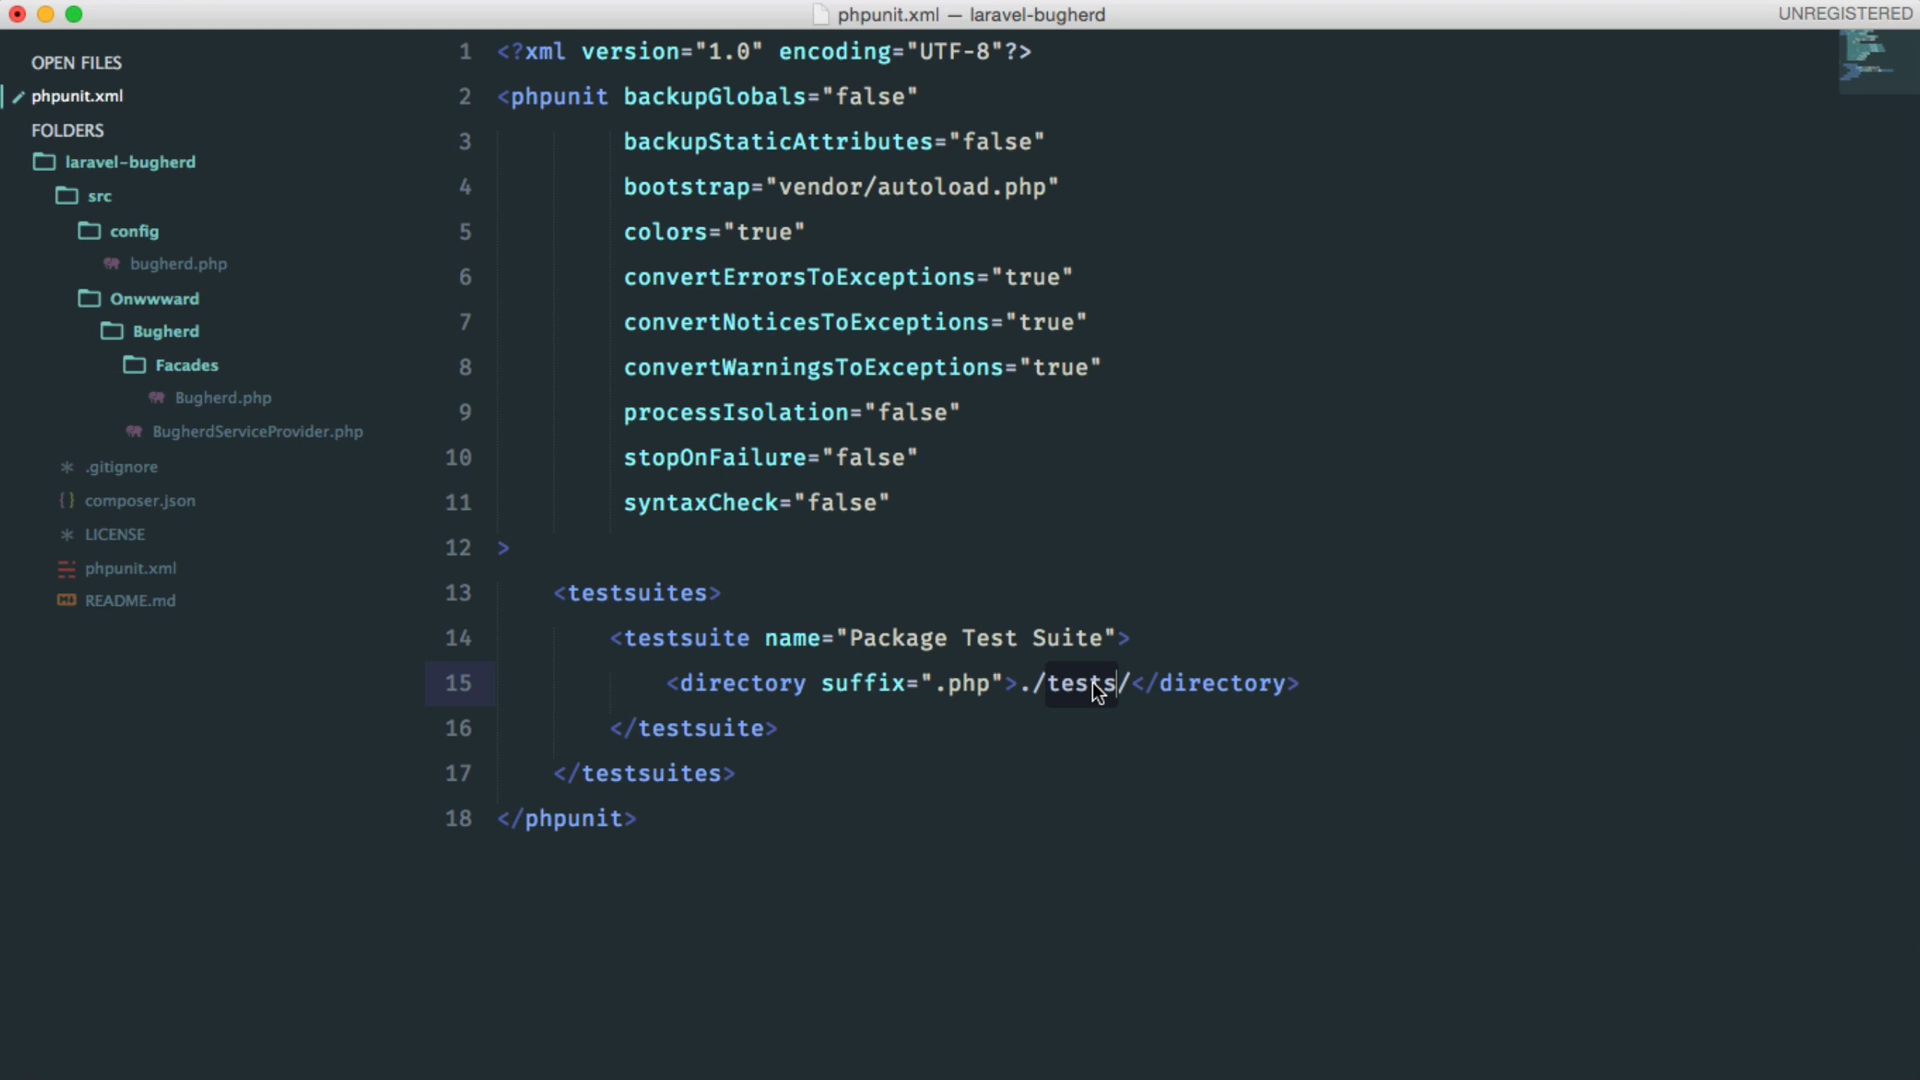 phpunit.xml — laravel-bugherd
UNREGISTERED
OPEN FILES
phpunit.xml
FOLDERS
laravel-bugherd
src
config
bugherd.php
Onwwward
Bugherd
Facades
Bugherd.php
BugherdServiceProvider.php
.gitignore
{} composer.json
LICENSE
phpunit.xml
README.md
1 <?xml version="1.0" encoding="UTF-8"?>
2 <phpunit backupGlobals="false"
3 backupStaticAttributes="false"
4 bootstrap="vendor/autoload.php"
5 colors="true"
6 convertErrorsToExceptions="true"
7 convertNoticesToExceptions="true"
8 convertWarningsToExceptions="true"
9 processIsolation="false"
10 stopOnFailure="false"
11 syntaxCheck="false"
12 >
13 <testsuites>
14 <testsuite name="Package Test Suite">
15 <directory suffix=".php">./tests/</directory>
16 </testsuite>
17 </testsuites>
18 </phpunit>